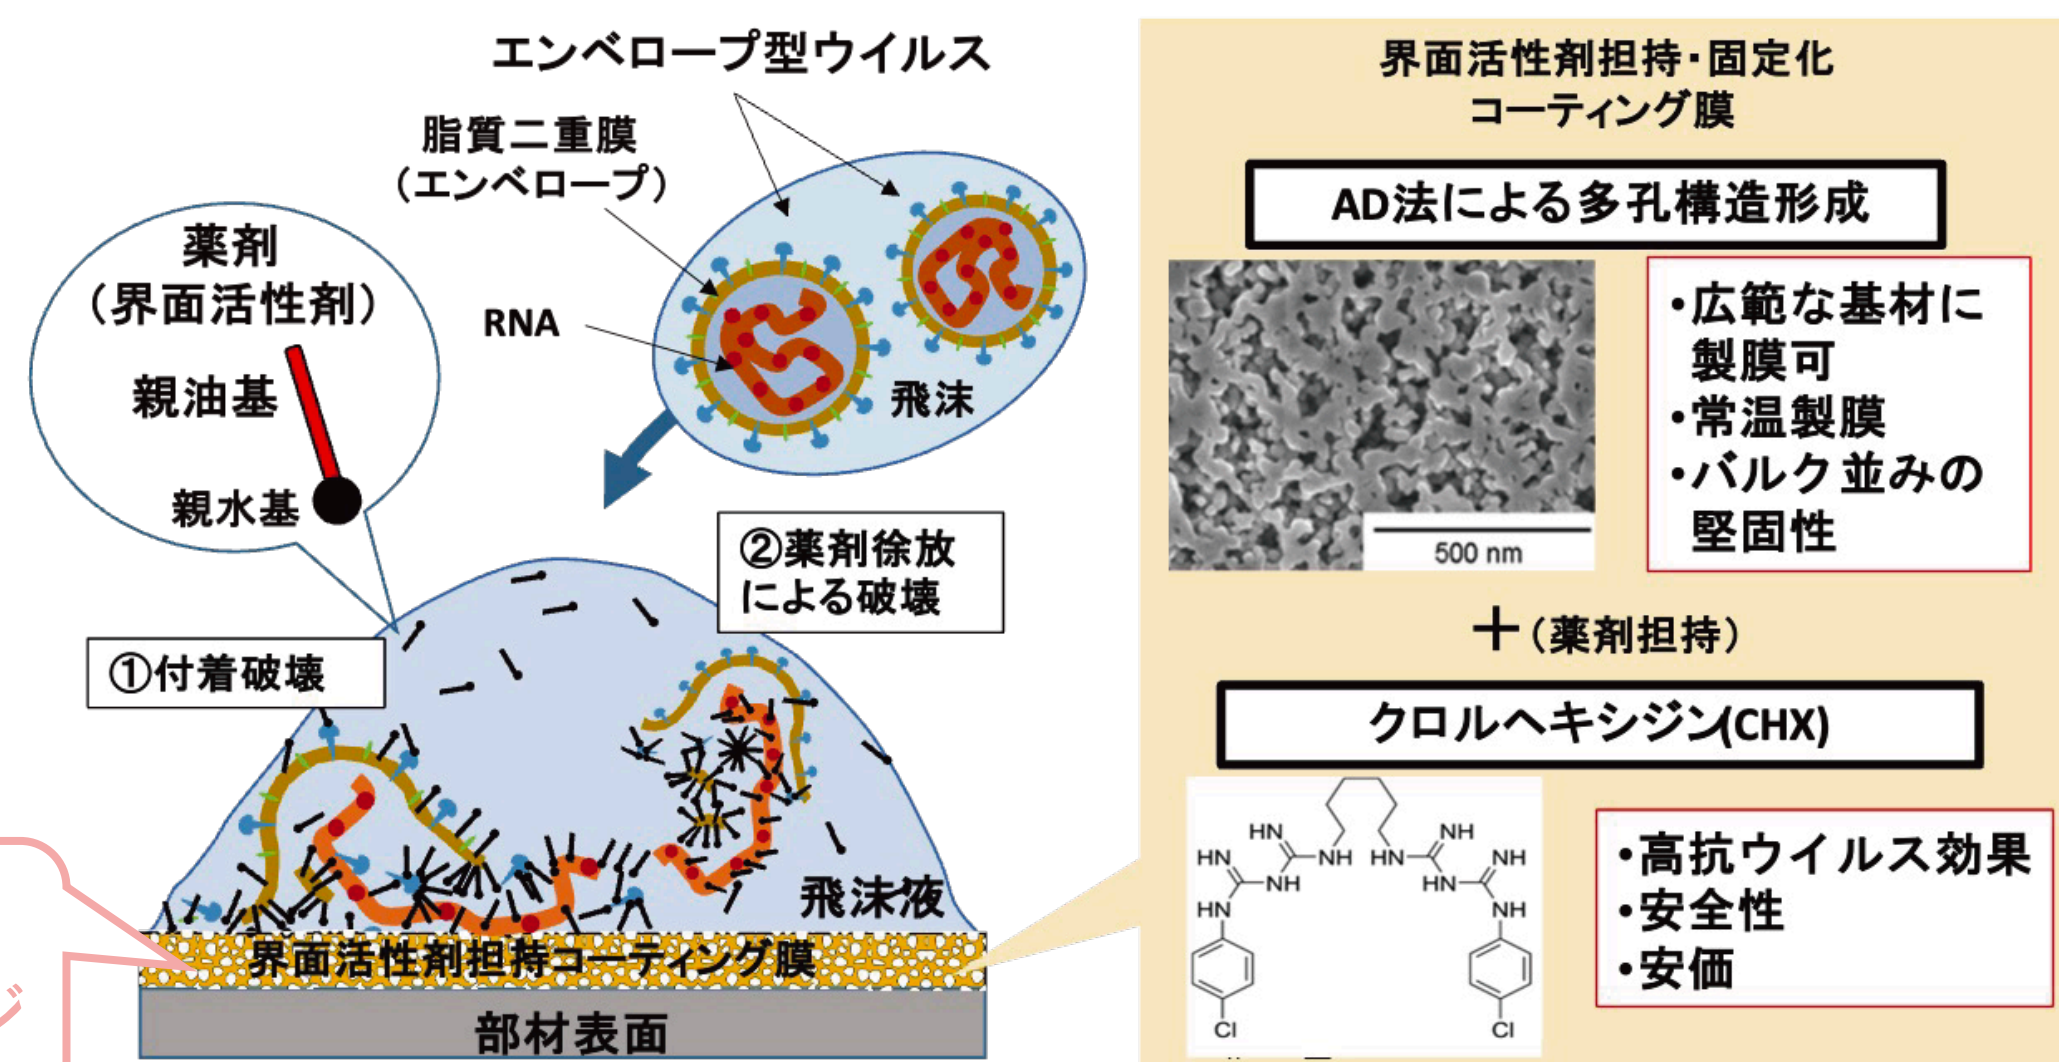 エンベロープ型ウイルス
脂質二重膜
（エンベロープ）
RNA
飛沫
薬剤
（界面活性剤）
親油基
親水基
①付着破壊
②薬剤徐放
による破壊
飛沫液
界面活性剤担持コーティング膜
部材表面
ジ
界面活性剤担持・固定化
コーティング膜
AD法による多孔構造形成
500 nm
・広範な基材に
製膜可
・常温製膜
・バルク並みの
堅固性
＋（薬剤担持）
クロルヘキシジン(CHX)
HN NH
HN NH HN NH
NH HN
HN NH
Cl Cl
・高抗ウイルス効果
・安全性
・安価